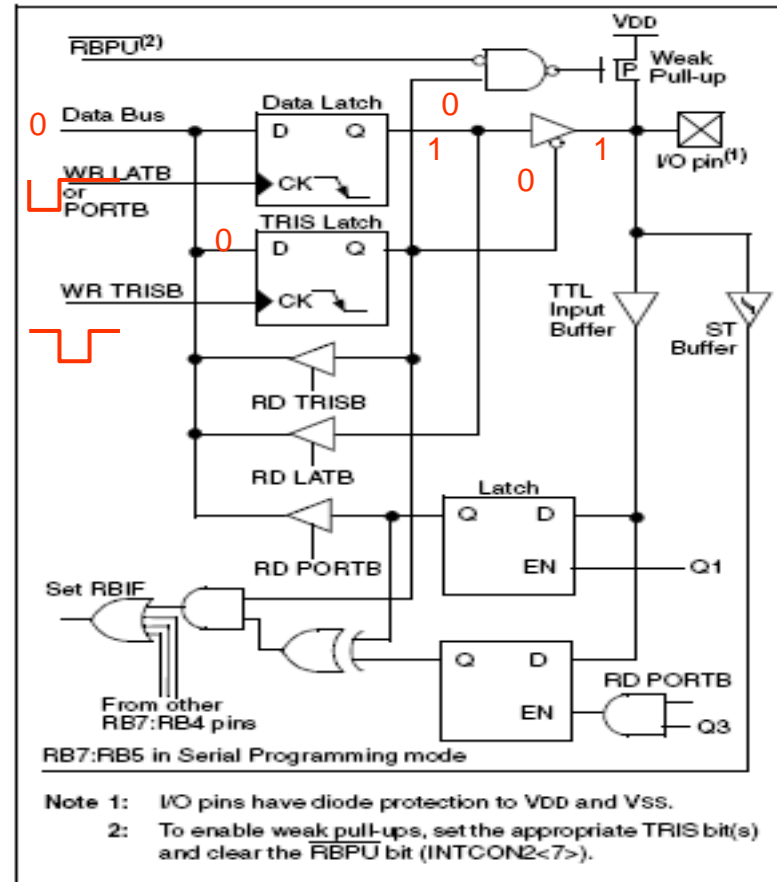 VDD
RBPU(2)
Weak
Pull-up
P
0
Data Bus
Data Latch
D Q
0
1
1
I/O pin(1)
0
WR LATB
or
PORTB
CK
TRIS Latch
0
D Q
WR TRISB
CK
TTL
Input
Buffer
ST
Buffer
RD TRISB
RD LATB
Latch
Q D
EN
Q1
RD PORTB
Set RBIF
Q D
RD PORTB
EN
Q3
From other
RB7:RB4 pins
RB7:RB5 in Serial Programming mode
Note 1: I/O pins have diode protection to VDD and VSS.
2: To enable weak pull-ups, set the appropriate TRIS bit(s)
and clear the RBPU bit (INTCON2<7>).